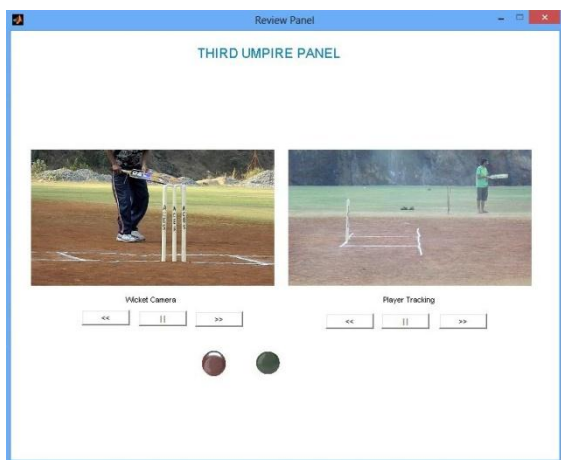 Review Panel
THIRD UMPIRE PANEL
Wicket Camera
Player Tracking
<< || >>
<< || >>